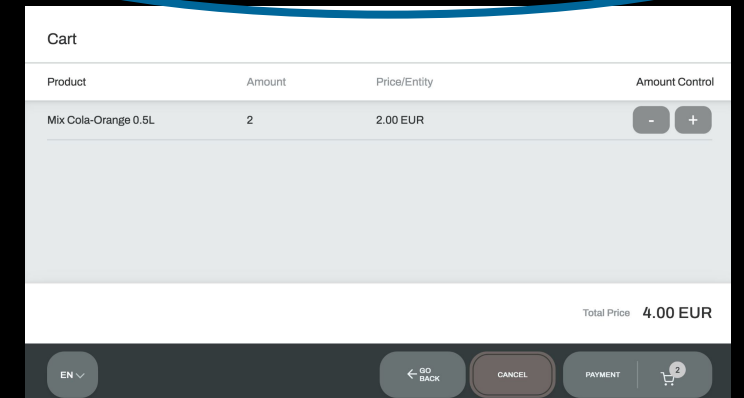 Cart
Product Amount Price/Entity Amount Control
Mix Cola-Orange 0.5L 2 2.00 EUR - +
Total Price 4.00 EUR
EN GO BACK CANCEL PAYMENT 2